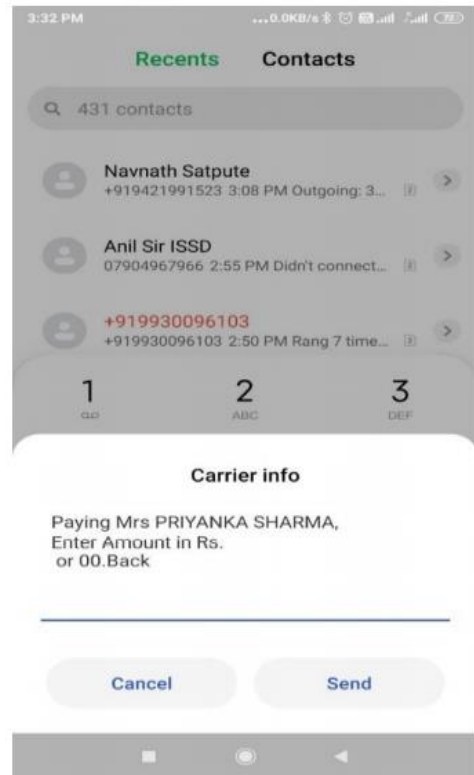 3:32 PM ...0.0KB/s
Recents Contacts
431 contacts
Navnath Satpute
+919421991523 3:08 PM Outgoing: 3...
Anil Sir ISSD
07904967966 2:55 PM Didn't connect...
+919930096103
+919930096103 2:50 PM Rang 7 time...
1 2 3
ABC DEF
Carrier info
Paying Mrs PRIYANKA SHARMA,
Enter Amount in Rs.
or 00.Back
Cancel Send